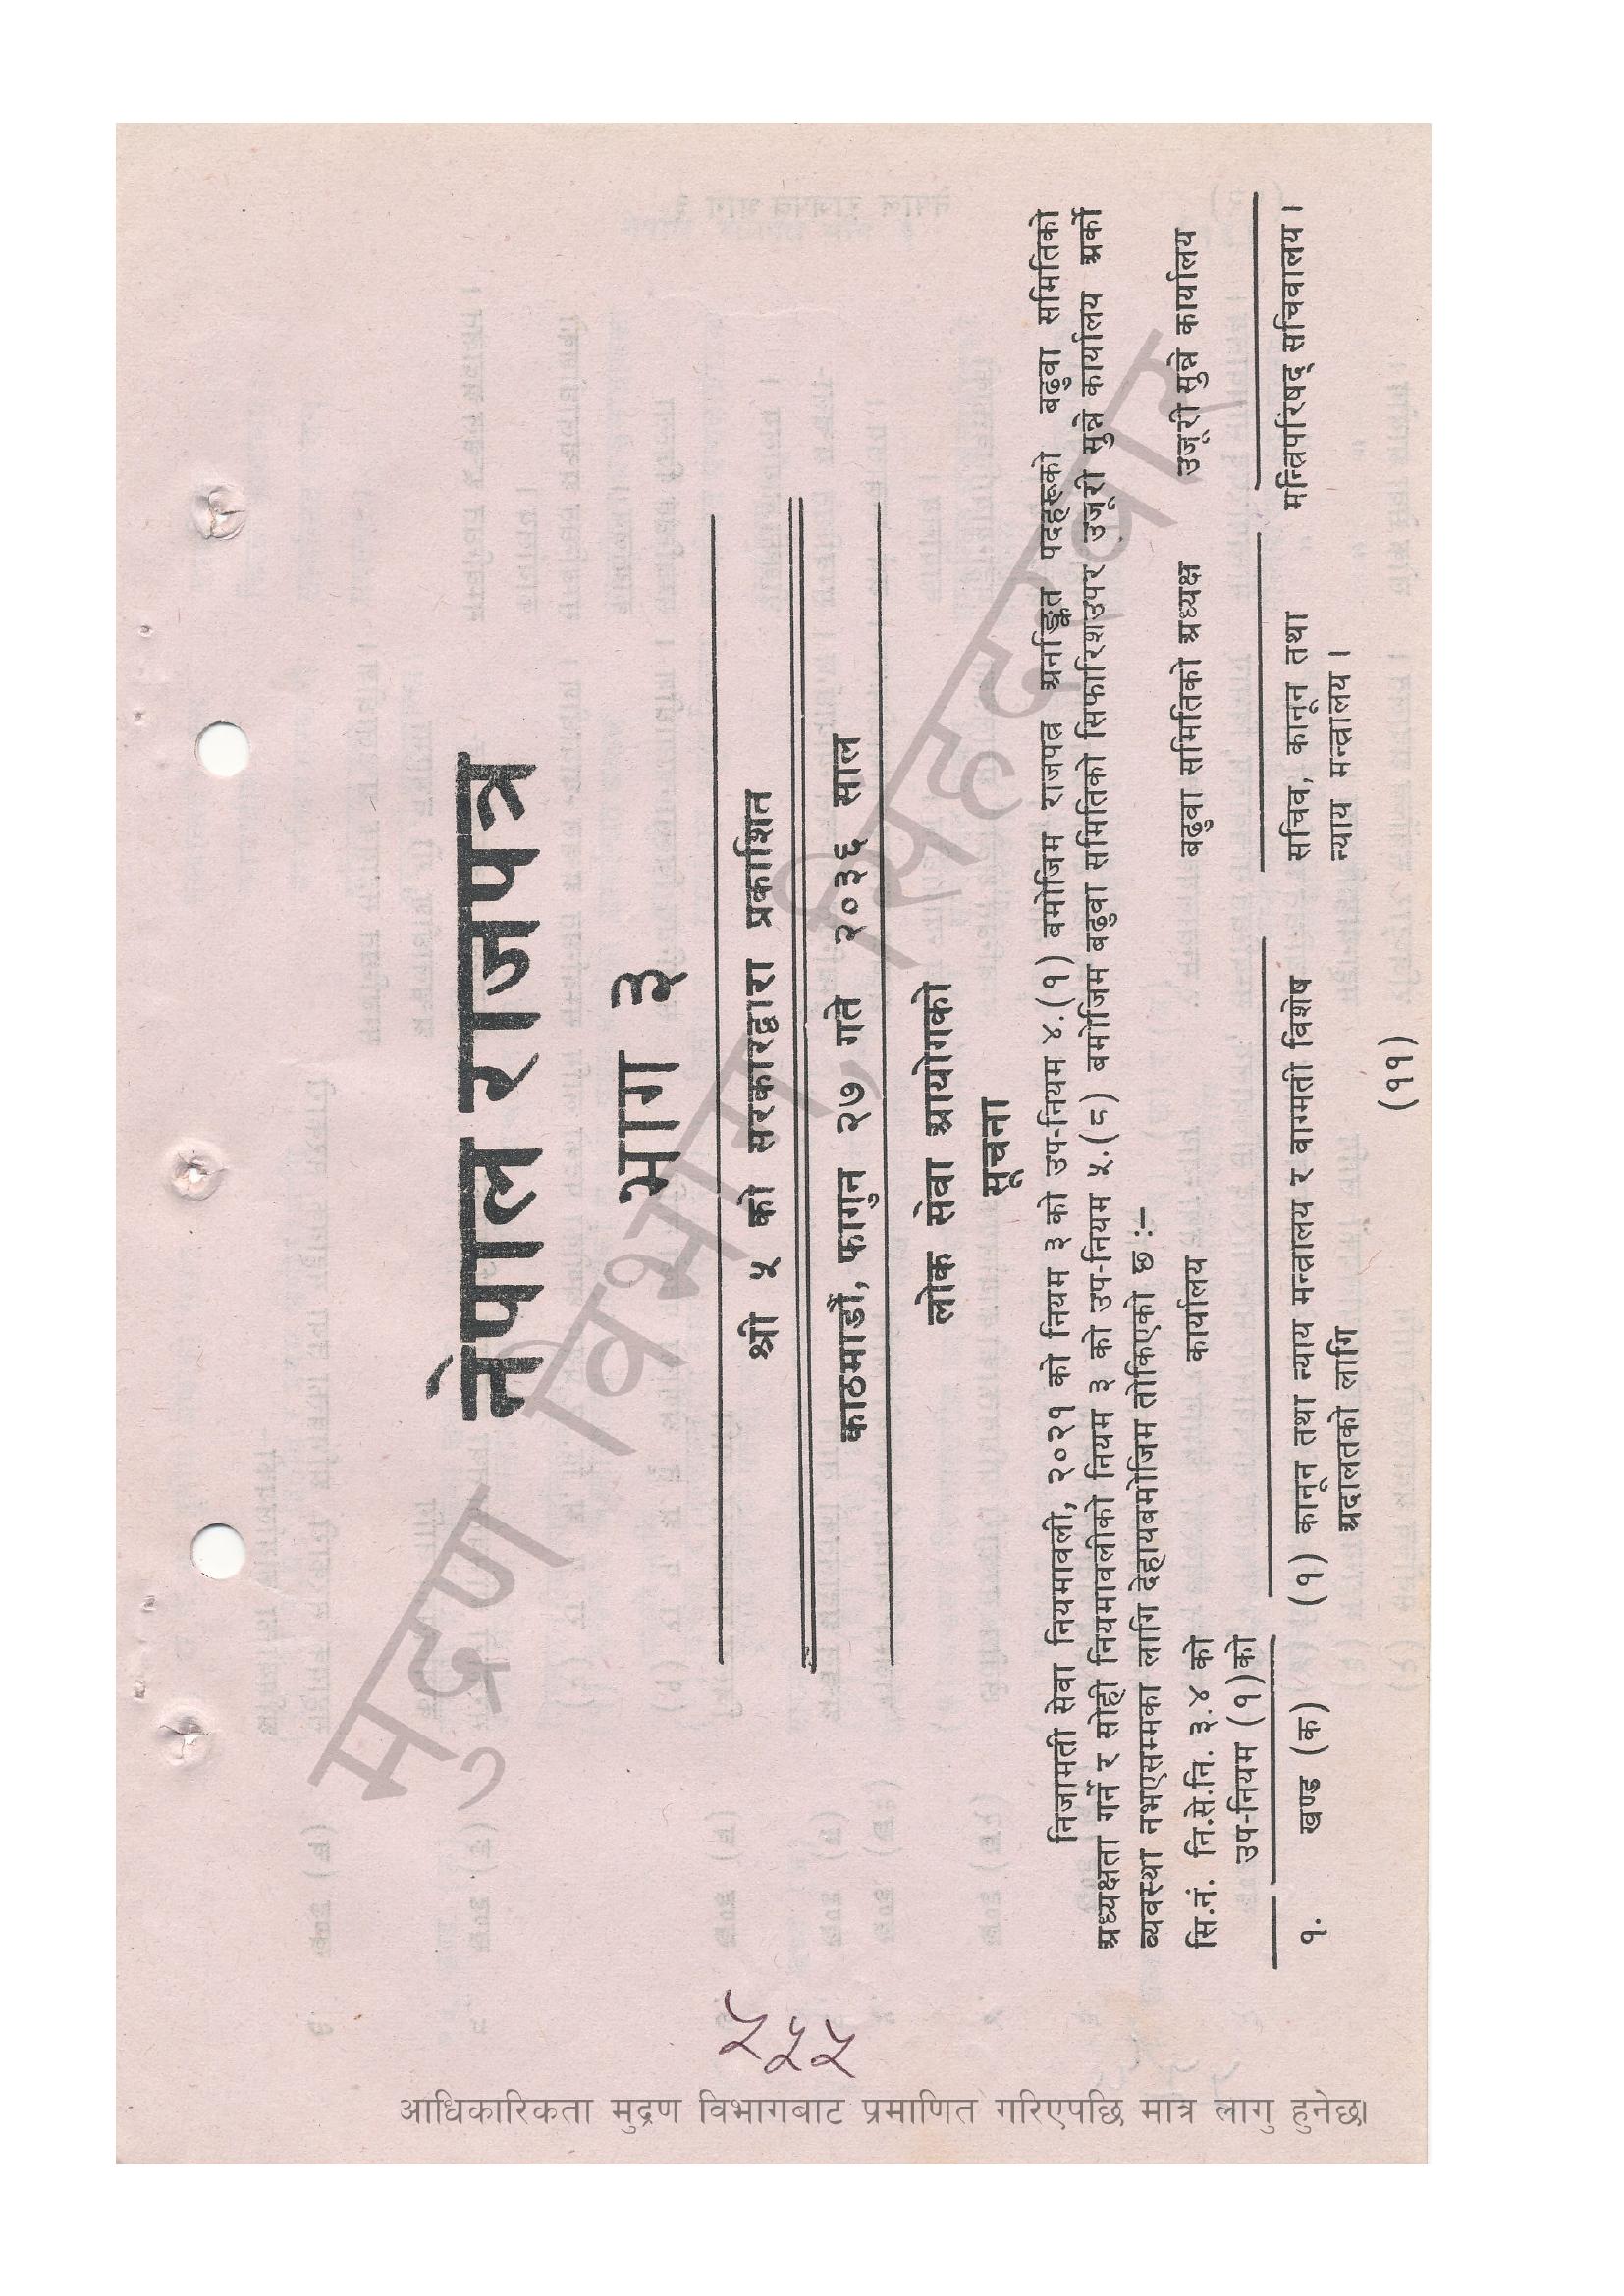 नेपाल राजपत्र
भाग ३
श्री ५ को सरकारद्वारा प्रकाशित
काठमाडौं, फागुन २७ गते २०३६ साल
लोक सेवा आयोगको
सूचना
निजामती सेवा नियमावली, २०२१ को नियम ३ को उप-नियम ४.(१) बमोजिम राजपत्र अनङ्कित पदहरूको बढुवा समितिको
अध्यक्षता गर्ने र सोही नियमावलीको नियम ३ को उप-नियम ५.(८) बमोजिम बढुवा समितिको सिफारिशउपर उजूरी सुन्ने कार्यालय अर्को
व्यवस्था नभएसम्मका लागि देहायबमोजिम तोकिएको छ :–
सि.नं. नि.से.नि. ३.४ को कार्यालय बढुवा समितिको अध्यक्ष उजूरी सुन्ने कार्यालय
उप-नियम (१)को
१. खण्ड (क) (१) कानून तथा न्याय मन्त्रालय र बाग्मती विशेष सचिव, कानून तथा मन्त्रिपरिषद् सचिवालय ।
अदालतको लागि न्याय मन्त्रालय ।
(११)
५५५
मुद्रण विभाग, सिंहदरबार
आधिकारिकता मुद्रण विभागबाट प्रमाणित गरिएपछि मात्र लागु हुनेछ।